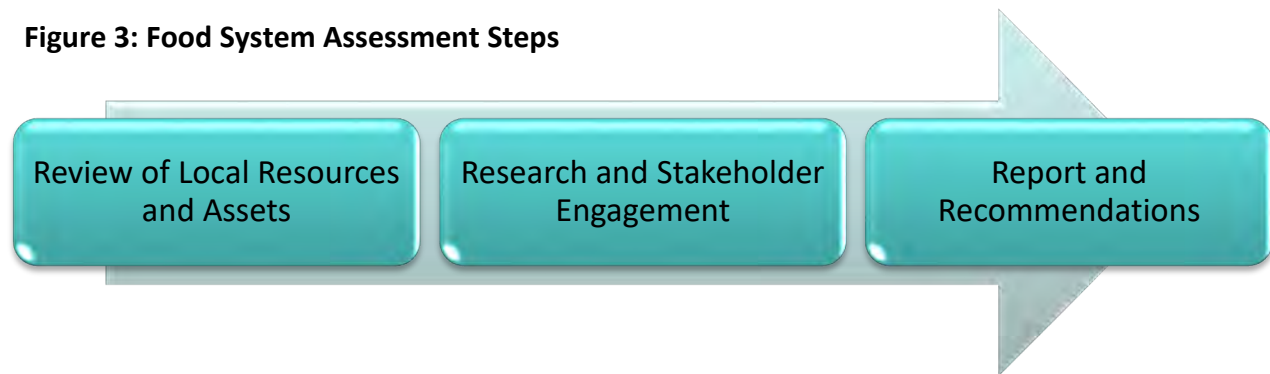 Figure 3: Food System Assessment Steps
Review of Local Resources
and Assets
Research and Stakeholder
Engagement
Report and
Recommendations